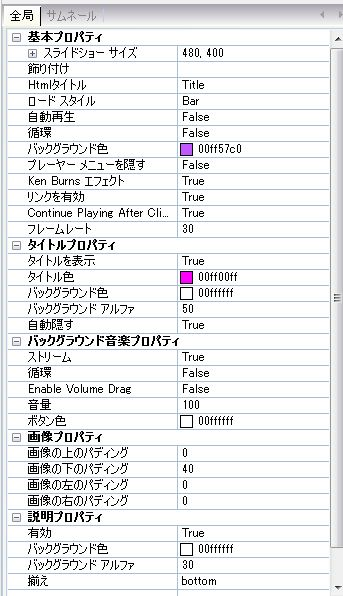 全局 サムネール
基本プロパティ
スライドショー サイズ 480, 400
飾り付け
Htmlタイトル Title
ロード スタイル Bar
自動再生 False
循環 False
バックグラウンド色 00ff57c0
プレーヤー メニューを隠す False
Ken Burns エフェクト True
リンクを有効 True
Continue Playing After Cli... True
フレームレート 30
タイトルプロパティ
タイトルを表示 True
タイトル色 00ff00ff
バックグラウンド色 00ffffff
バックグラウンド アルファ 50
自動隠す True
バックグラウンド音楽プロパティ
ストリーム True
循環 False
Enable Volume Drag False
音量 100
ボタン色 00ffffff
画像プロパティ
画像の上のパディング 0
画像の下のパディング 40
画像の左のパディング 0
画像の右のパディング 0
説明プロパティ
有効 True
バックグラウンド色 00ffffff
バックグラウンド アルファ 30
揃え bottom